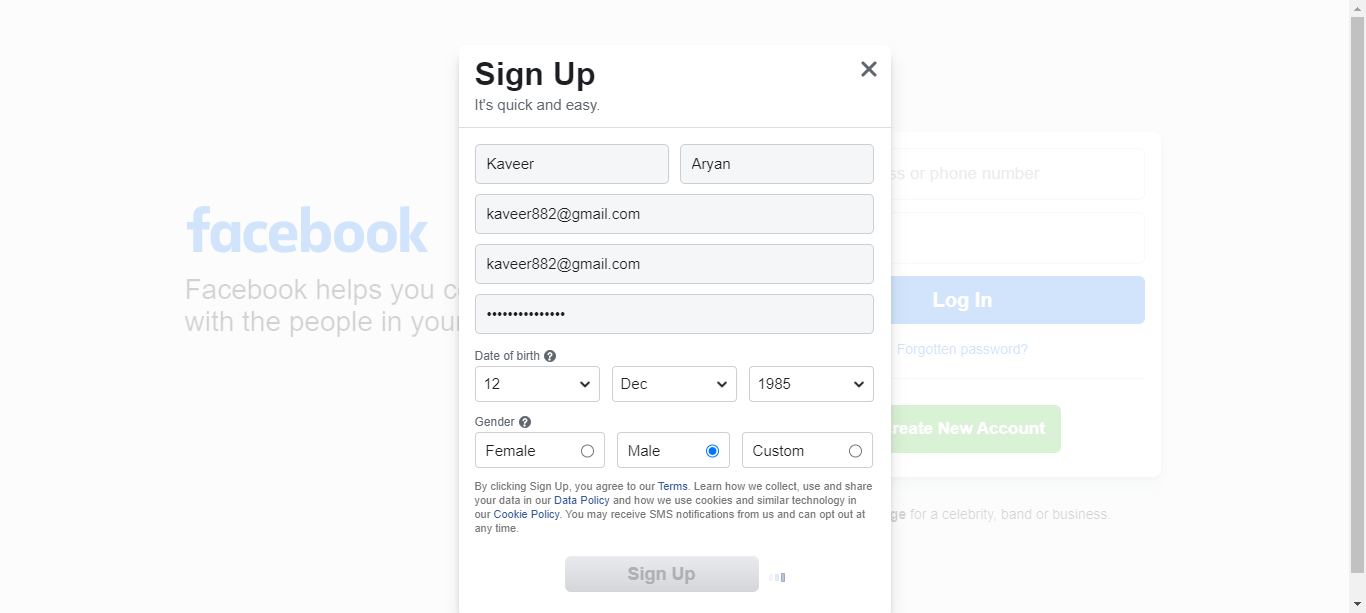 Sign Up
It's quick and easy.
Kaveer
Aryan
kaveer882@gmail.com
kaveer882@gmail.com
•••••••••••••••
Date of birth ?
12
Dec
1985
Gender ?
Female
Male
Custom
By clicking Sign Up, you agree to our Terms. Learn how we collect, use and share
your data in our Data Policy and how we use cookies and similar technology in
our Cookie Policy. You may receive SMS notifications from us and can opt out at
any time.
Sign Up
facebook
Facebook helps you
with the people in
or phone number
Log In
Forgotten password?
New Account
for a celebrity, band or business.